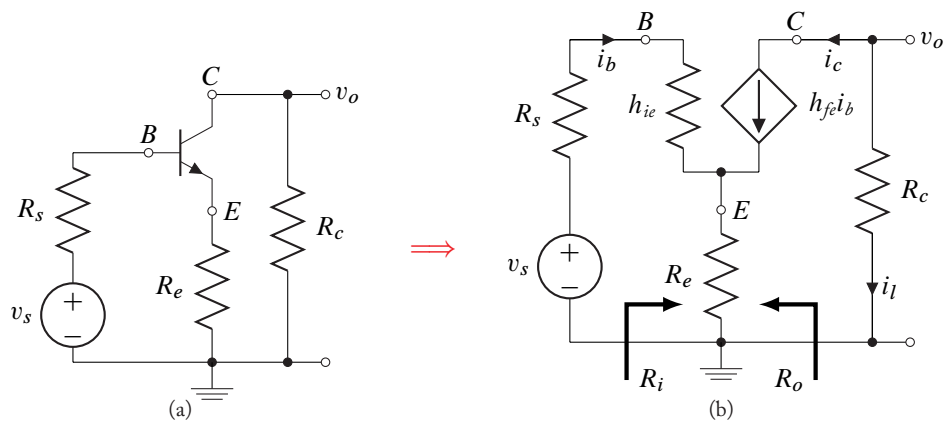 C
v_o
B
R_s
E
R_c
R_e
v_s
+
−
(a)
⟹
B
C
v_o
i_b
i_c
R_s
h_ie
h_fe i_b
R_c
E
v_s
+
−
R_e
i_l
R_i
R_o
(b)